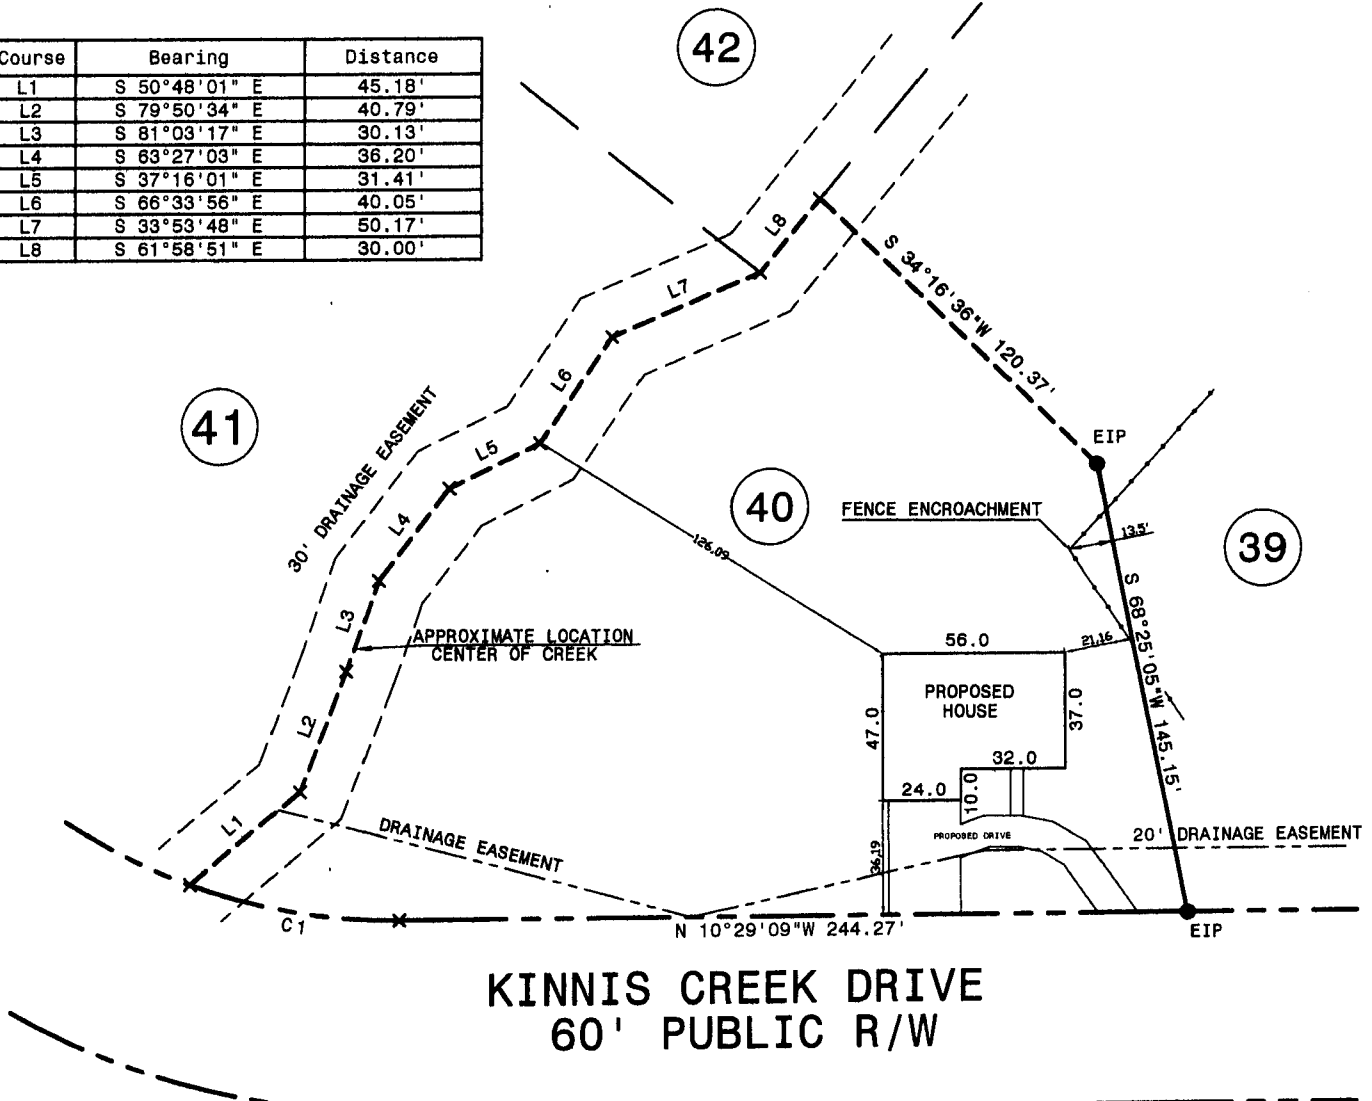 Course Bearing Distance
L1 S 50°48'01" E 45.18'
L2 S 79°50'34" E 40.79'
L3 S 81°03'17" E 30.13'
L4 S 63°27'03" E 36.20'
L5 S 37°16'01" E 31.41'
L6 S 66°33'56" E 40.05'
L7 S 33°53'48" E 50.17'
L8 S 61°58'51" E 30.00'
42
L8
S 34°16'36"W 120.37'
L7
L6
41
30' DRAINAGE EASEMENT
EIP
L5
40
FENCE ENCROACHMENT
13.5'
39
L4
126.09
S 68°25'05"W 145.15'
L3
APPROXIMATE LOCATION
CENTER OF CREEK
56.0
21.16
PROPOSED
HOUSE
47.0
37.0
L2
32.0
24.0
10.0
L1
DRAINAGE EASEMENT
PROPOSED DRIVE
20' DRAINAGE EASEMENT
36.19
C1
N 10°29'09"W 244.27'
EIP
KINNIS CREEK DRIVE
60' PUBLIC R/W